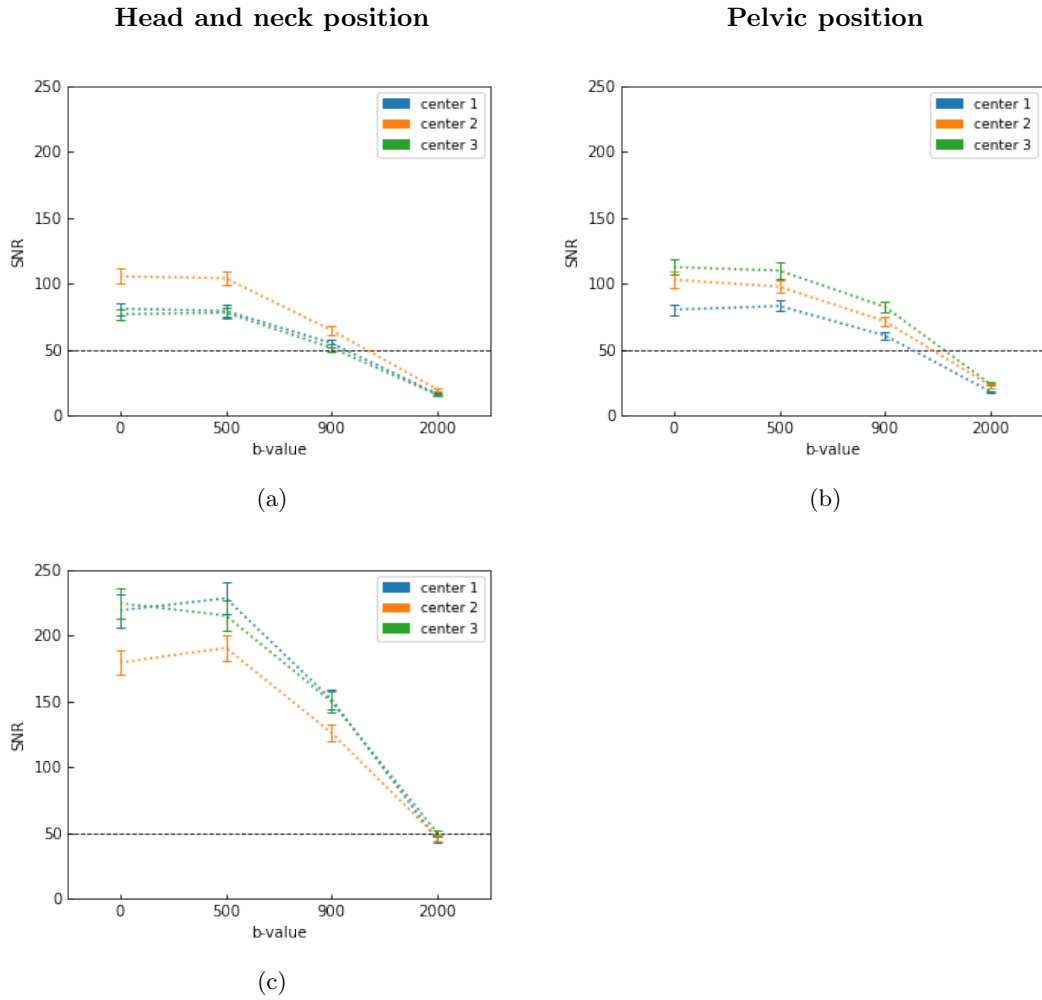 Head and neck position
Pelvic position
250
200
150
100
50
0
SNR
0 500 900 2000
b-value
center 1
center 2
center 3
(a)
250
200
150
100
50
0
SNR
0 500 900 2000
b-value
center 1
center 2
center 3
(b)
250
200
150
100
50
0
SNR
0 500 900 2000
b-value
center 1
center 2
center 3
(c)